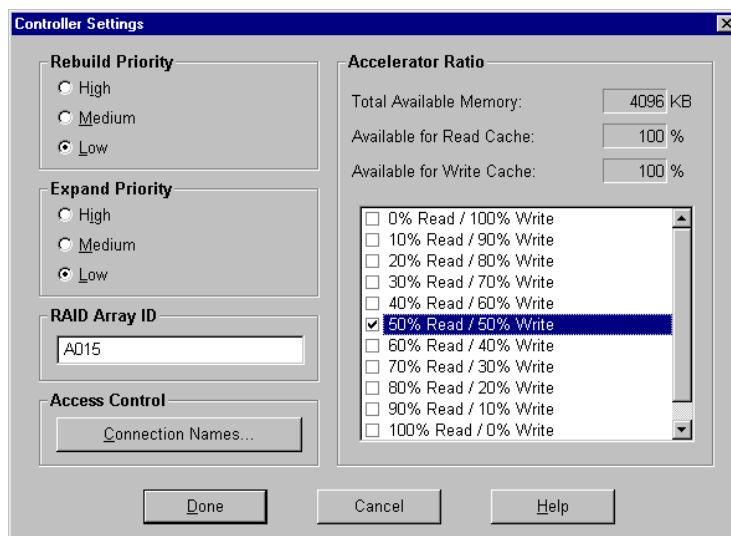 Controller Settings
Rebuild Priority
High
Medium
Low
Expand Priority
High
Medium
Low
RAID Array ID
A015
Access Control
Connection Names...
Accelerator Ratio
Total Available Memory: 4096 KB
Available for Read Cache: 100 %
Available for Write Cache: 100 %
0% Read / 100% Write
10% Read / 90% Write
20% Read / 80% Write
30% Read / 70% Write
40% Read / 60% Write
50% Read / 50% Write
60% Read / 40% Write
70% Read / 30% Write
80% Read / 20% Write
90% Read / 10% Write
100% Read / 0% Write
Done Cancel Help